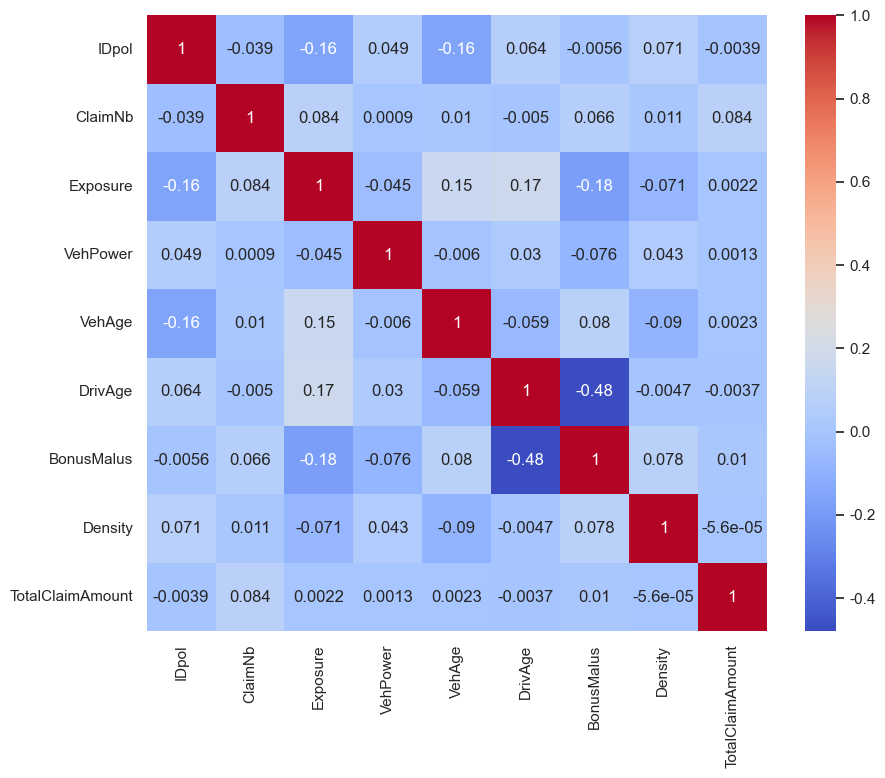 IDpol 1 -0.039 -0.16 0.049 -0.16 0.064 -0.0056 0.071 -0.0039
ClaimNb -0.039 1 0.084 0.0009 0.01 -0.005 0.066 0.011 0.084
Exposure -0.16 0.084 1 -0.045 0.15 0.17 -0.18 -0.071 0.0022
VehPower 0.049 0.0009 -0.045 1 -0.006 0.03 -0.076 0.043 0.0013
VehAge -0.16 0.01 0.15 -0.006 1 -0.059 0.08 -0.09 0.0023
DrivAge 0.064 -0.005 0.17 0.03 -0.059 1 -0.48 -0.0047 -0.0037
BonusMalus -0.0056 0.066 -0.18 -0.076 0.08 -0.48 1 0.078 0.01
Density 0.071 0.011 -0.071 0.043 -0.09 -0.0047 0.078 1 -5.6e-05
TotalClaimAmount -0.0039 0.084 0.0022 0.0013 0.0023 -0.0037 0.01 -5.6e-05 1
IDpol ClaimNb Exposure VehPower VehAge DrivAge BonusMalus Density TotalClaimAmount
1.0
0.8
0.6
0.4
0.2
0.0
-0.2
-0.4